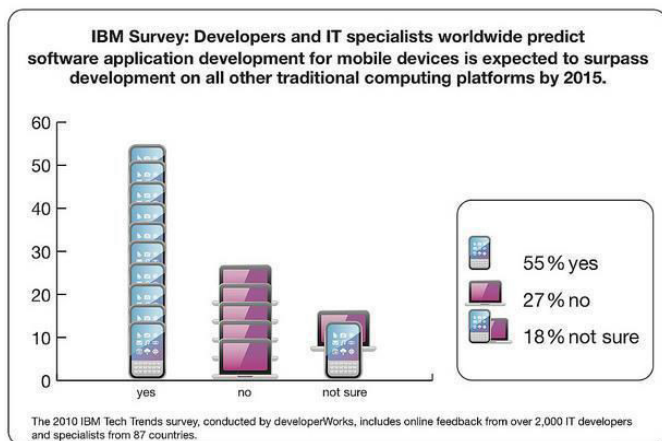 IBM Survey: Developers and IT specialists worldwide predict
software application development for mobile devices is expected to surpass
development on all other traditional computing platforms by 2015.
60
50
40
30
20
10
0
yes
no
not sure
55% yes
27% no
18% not sure
The 2010 IBM Tech Trends survey, conducted by developerWorks, includes online feedback from over 2,000 IT developers
and specialists from 87 countries.